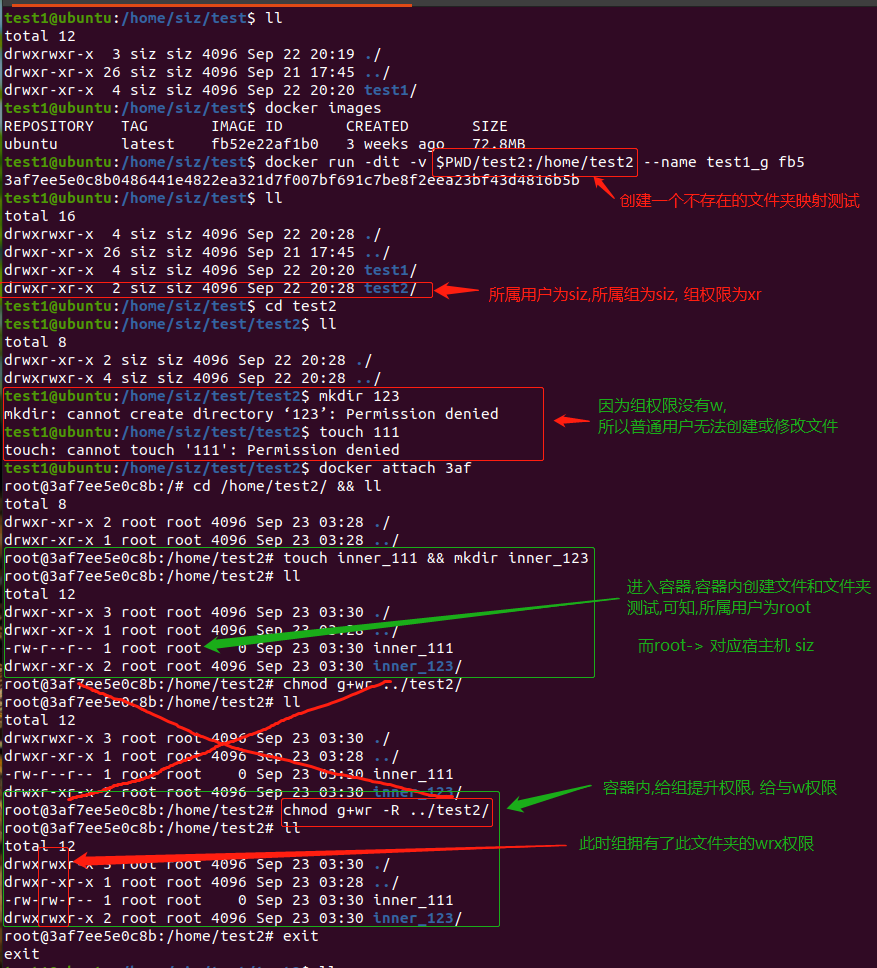 test1@ubuntu:/home/siz/test$ ll
total 12
drwxrwxr-x  3 siz siz 4096 Sep 22 20:19 ./
drwxrwxr-x 26 siz siz 4096 Sep 21 17:45 ../
drwxrwxr-x  4 siz siz 4096 Sep 22 20:20 test1/
test1@ubuntu:/home/siz/test$ docker images
REPOSITORY   TAG       IMAGE ID       CREATED       SIZE
ubuntu       latest    fb52e22af1b0   3 weeks ago   72.8MB
test1@ubuntu:/home/siz/test$ docker run -dit -v $PWD/test2:/home/test2 --name test1_g fb5
3af7ee5e0c8b0486441e4822ea321d7f007bf691c7be8f2eea23bf43d4816b5b
test1@ubuntu:/home/siz/test$ ll
创建一个不存在的文件夹映射测试
total 16
drwxrwxr-x  4 siz siz 4096 Sep 22 20:28 ./
drwxrwxr-x 26 siz siz 4096 Sep 21 17:45 ../
drwxrwxr-x  4 siz siz 4096 Sep 22 20:20 test1/
drwxr-xr-x  2 siz siz 4096 Sep 22 20:28 test2/
所属用户为siz,所属组为siz, 组权限为xr
test1@ubuntu:/home/siz/test$ cd test2
test1@ubuntu:/home/siz/test/test2$ ll
total 8
drwxr-xr-x 2 siz siz 4096 Sep 22 20:28 ./
drwxrwxr-x 4 siz siz 4096 Sep 22 20:28 ../
test1@ubuntu:/home/siz/test/test2$ mkdir 123
mkdir: cannot create directory ‘123’: Permission denied
因为组权限没有w,
test1@ubuntu:/home/siz/test/test2$ touch 111
所以普通用户无法创建或修改文件
touch: cannot touch '111': Permission denied
test1@ubuntu:/home/siz/test/test2$ docker attach 3af
root@3af7ee5e0c8b:/# cd /home/test2/ && ll
total 8
drwxr-xr-x 2 root root 4096 Sep 23 03:28 ./
drwxr-xr-x 1 root root 4096 Sep 23 03:28 ../
root@3af7ee5e0c8b:/home/test2# touch inner_111 && mkdir inner_123
root@3af7ee5e0c8b:/home/test2# ll
进入容器,容器内创建文件和文件夹
total 12
测试,可知,所属用户为root
drwxr-xr-x 3 root root 4096 Sep 23 03:30 ./
drwxr-xr-x 1 root root 4096 Sep 23 03:28 ../
而root-> 对应宿主机 siz
-rw-r--r-- 1 root root    0 Sep 23 03:30 inner_111
drwxr-xr-x 2 root root 4096 Sep 23 03:30 inner_123/
root@3af7ee5e0c8b:/home/test2# chmod g+wr ../test2/
root@3af7ee5e0c8b:/home/test2# ll
total 12
drwxrwxr-x 3 root root 4096 Sep 23 03:30 ./
drwxr-xr-x 1 root root 4096 Sep 23 03:28 ../
-rw-r--r-- 1 root root    0 Sep 23 03:30 inner_111
drwxr-xr-x 2 root root 4096 Sep 23 03:30 inner_123/
容器内,给组提升权限, 给与w权限
root@3af7ee5e0c8b:/home/test2# chmod g+wr -R ../test2/
root@3af7ee5e0c8b:/home/test2# ll
total 12
此时组拥有了此文件夹的wrx权限
drwxrwxr-x 3 root root 4096 Sep 23 03:30 ./
drwxr-xr-x 1 root root 4096 Sep 23 03:28 ../
-rw-rw-r-- 1 root root    0 Sep 23 03:30 inner_111
drwxrwxr-x 2 root root 4096 Sep 23 03:30 inner_123/
root@3af7ee5e0c8b:/home/test2# exit
exit